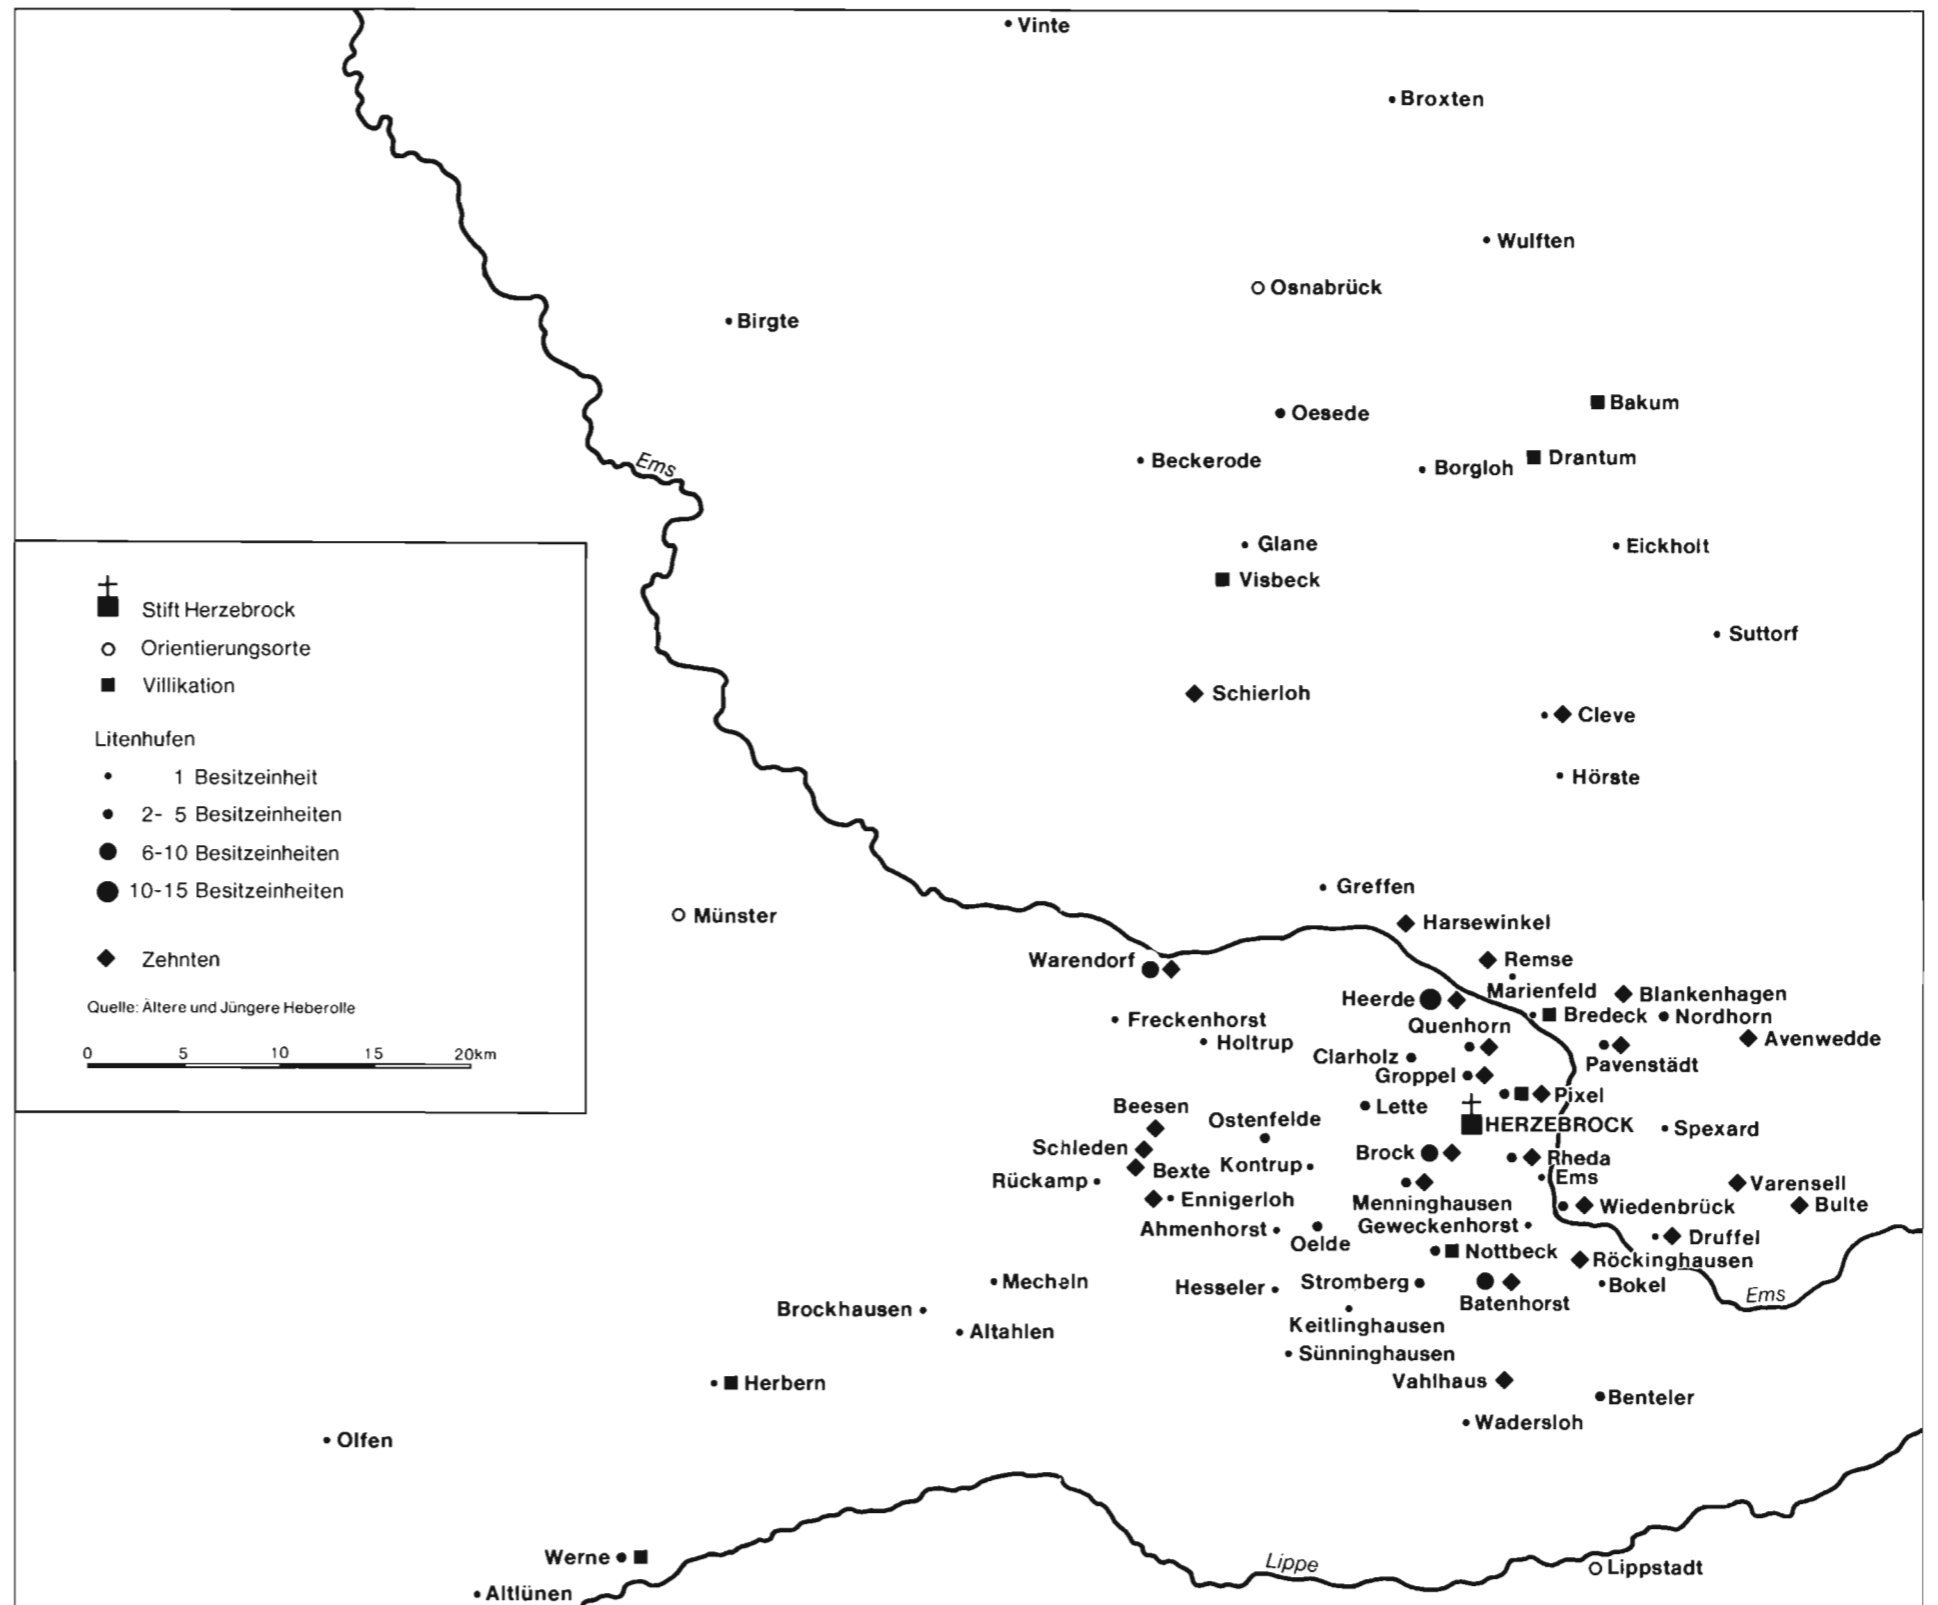 Vinte
Broxten
Wulften
Osnabrück
Birgte
Bakum
Oesede
Ems
Beckerode
Borgloh
Drantum
Glane
Eickholt
Visbeck
Suttorf
Schierloh
Cleve
Hörste
Stift Herzebrock
Orientierungsorte
Villikation
Litenhufen
1 Besitzeinheit
2- 5 Besitzeinheiten
6-10 Besitzeinheiten
10-15 Besitzeinheiten
Zehnten
Quelle: Ältere und Jüngere Heberolle
0 5 10 15 20km
Greffen
Münster
Harsewinkel
Warendorf
Remse
Heerde
Marienfeld
Blankenhagen
Freckenhorst
Quenhorn
Bredeck
Nordhorn
Holtrup
Clarholz
Avenwedde
Pavenstädt
Groppel
Pixel
Beesen
Lette
Ostenfelde
HERZEBROCK
Spexard
Schleden
Brock
Rheda
Bexte
Kontrup
Rückamp
Ems
Varensell
Ennigerloh
Menninghausen
Wiedenbrück
Bulte
Ahmenhorst
Geweckenhorst
Oelde
Druffel
Nottbeck
Röckinghausen
Mecheln
Hesseler
Stromberg
Bokel
Ems
Brockhausen
Batenhorst
Altahlen
Keitlinghausen
Sünninghausen
Herbern
Vahlhaus
Benteler
Wadersloh
Olfen
Werne
Lippe
Lippstadt
Altlünen